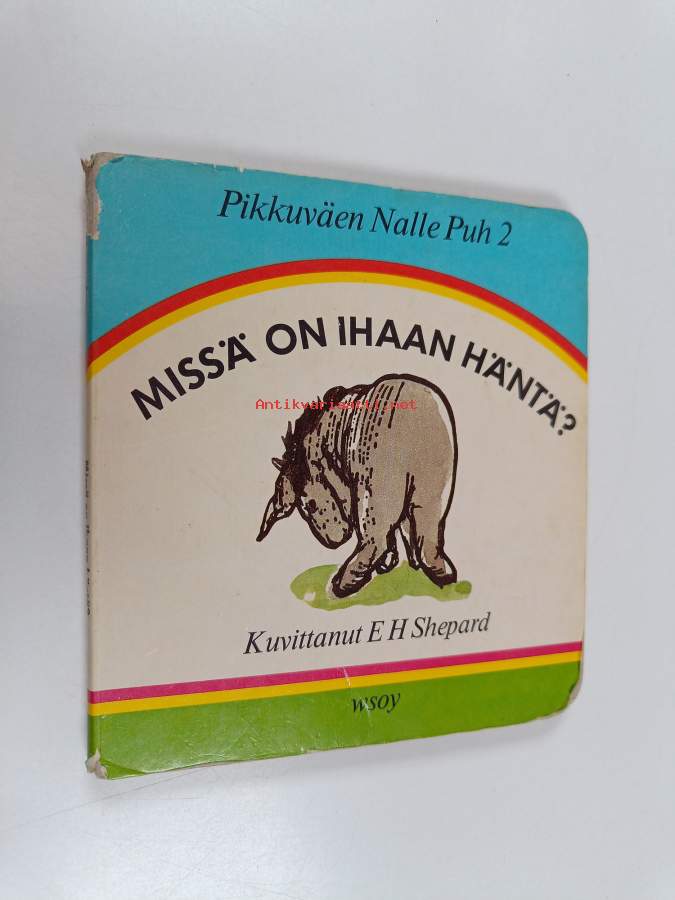 Pikkuväen Nalle Puh 2
MISSÄ ON IHAAN HÄNTÄ?
Antikvariaatti.net
Kuvittanut E H Shepard
wsoy